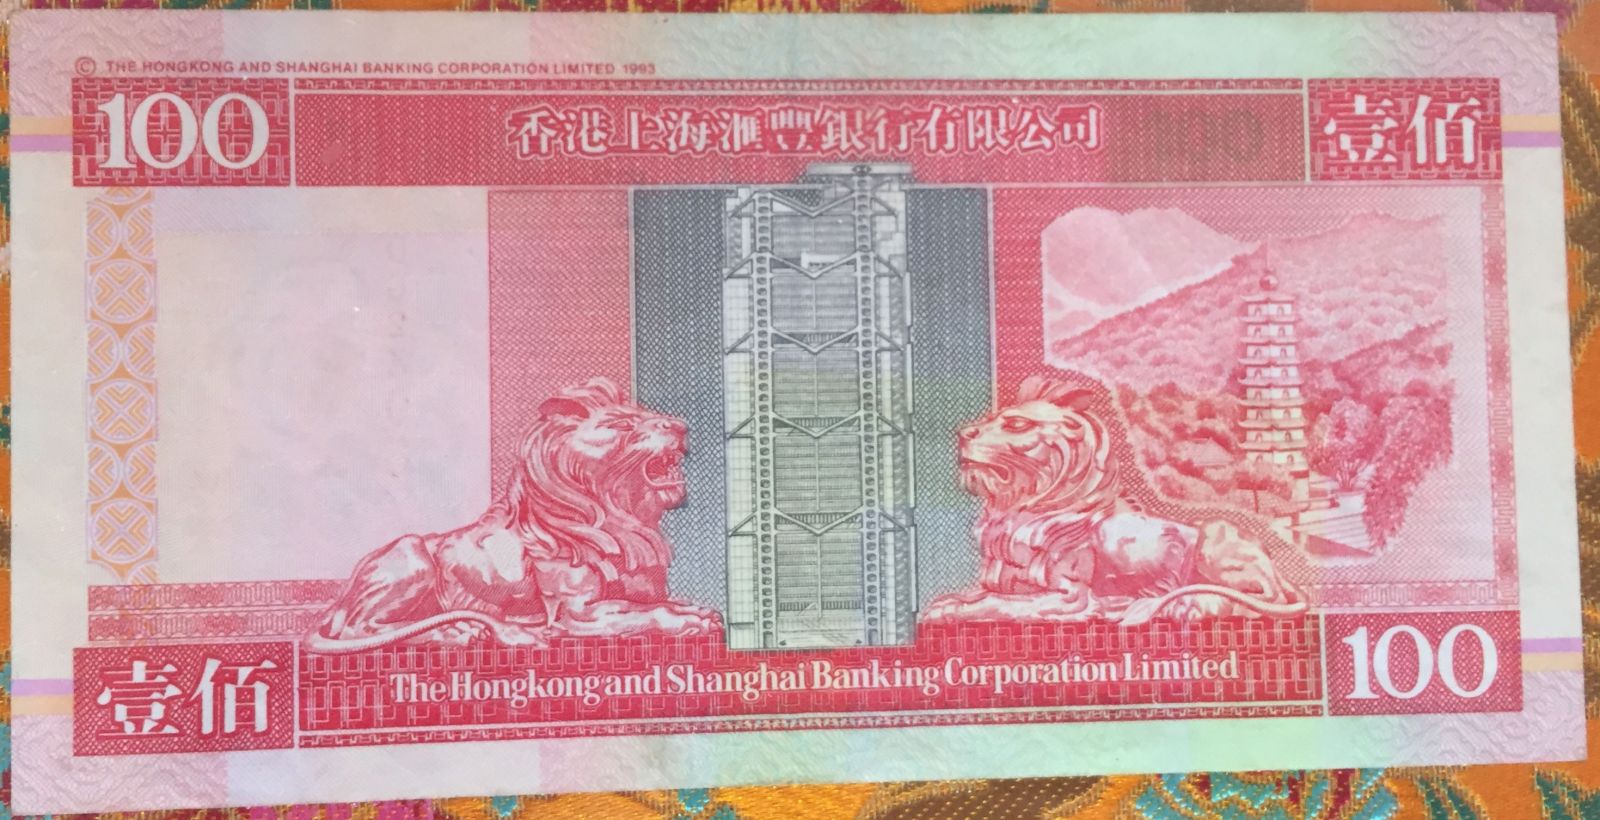 © THE HONGKONG AND SHANGHAI BANKING CORPORATION LIMITED 1993
100
香港上海滙豐銀行有限公司
100
壹佰
壹佰
The Hongkong and Shanghai Banking Corporation Limited
100